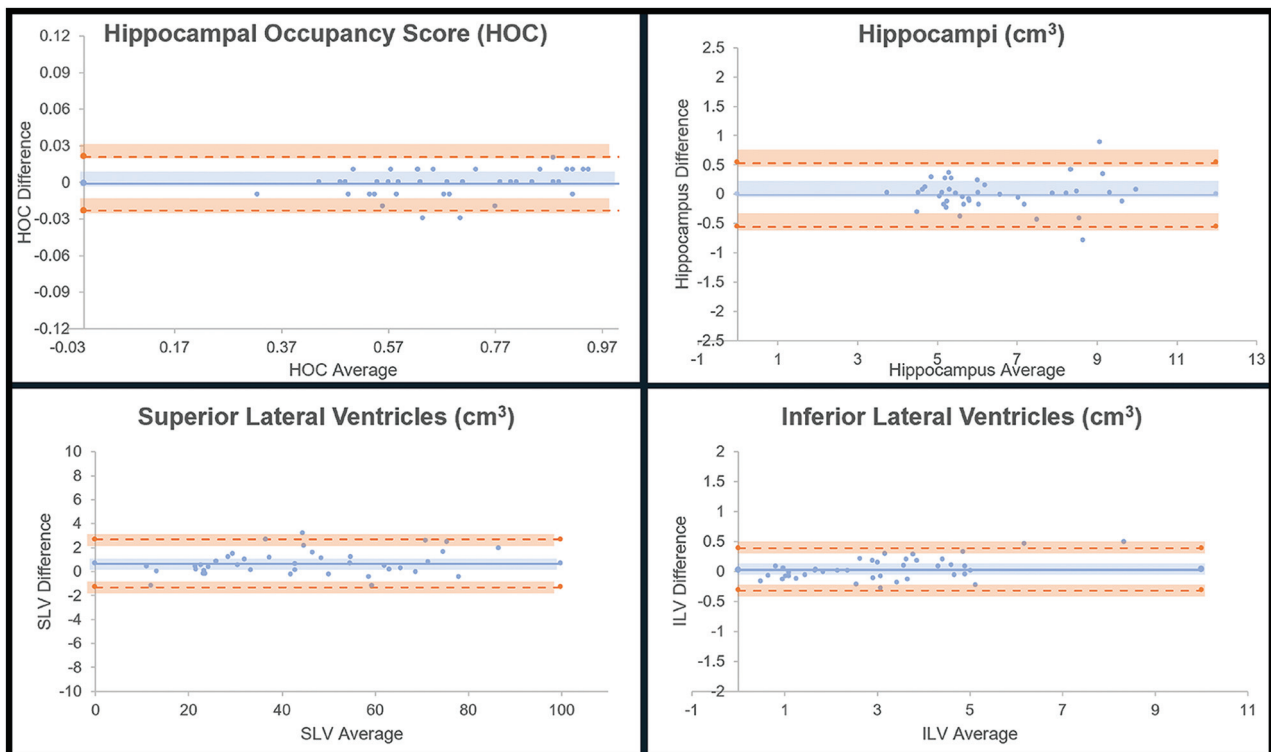 Hippocampal Occupancy Score (HOC)
0.12
0.09
0.06
0.03
0
-0.03
-0.06
-0.09
-0.12
HOC Difference
-0.03 0.17 0.37 0.57 0.77 0.97
HOC Average
Hippocampi (cm³)
2.5
2
1.5
1
0.5
0
-0.5
-1
-1.5
-2
-2.5
Hippocampus Difference
-1 1 3 5 7 9 11 13
Hippocampus Average
Superior Lateral Ventricles (cm³)
10
8
6
4
2
0
-2
-4
-6
-8
-10
SLV Difference
0 20 40 60 80 100
SLV Average
Inferior Lateral Ventricles (cm³)
2
1.5
1
0.5
0
-0.5
-1
-1.5
-2
ILV Difference
-1 1 3 5 7 9 11
ILV Average